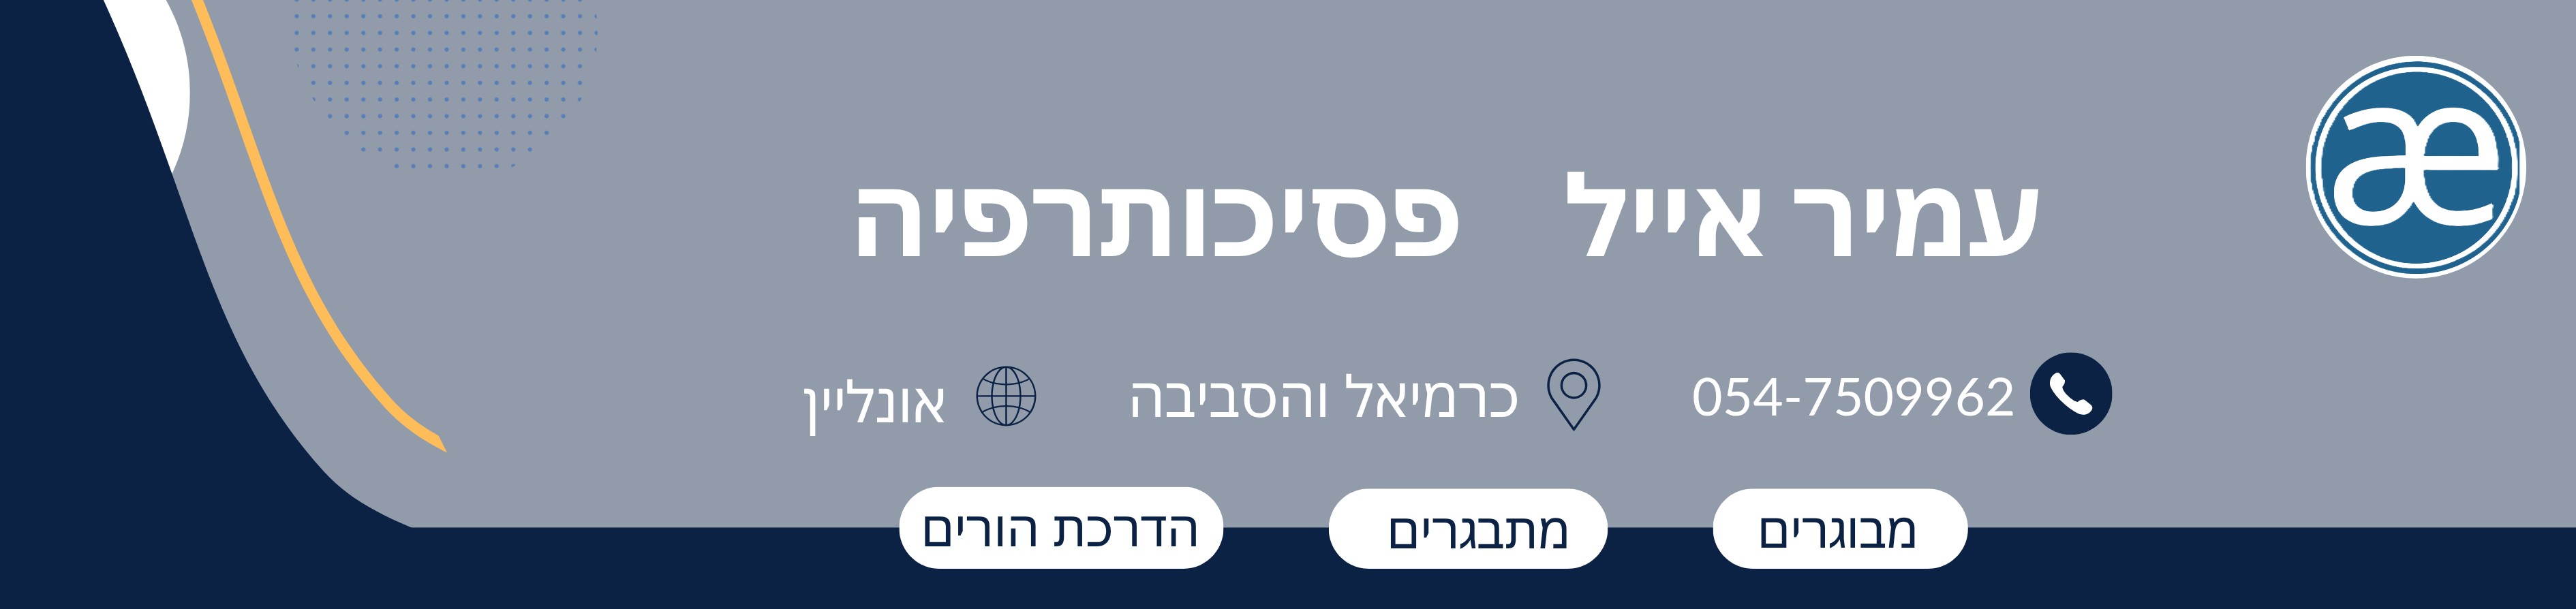 æ
עמיר אייל פסיכותרפיה
054-7509962 כרמיאל והסביבה אונליין
מבוגרים מתבגרים הדרכת הורים